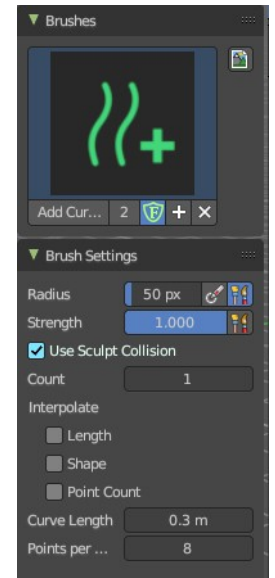 Brushes
Add Cur... 2 F
Brush Settings
Radius 50 px
Strength 1.000
Use Sculpt Collision
Count 1
Interpolate
Length
Shape
Point Count
Curve Length 0.3 m
Points per ... 8